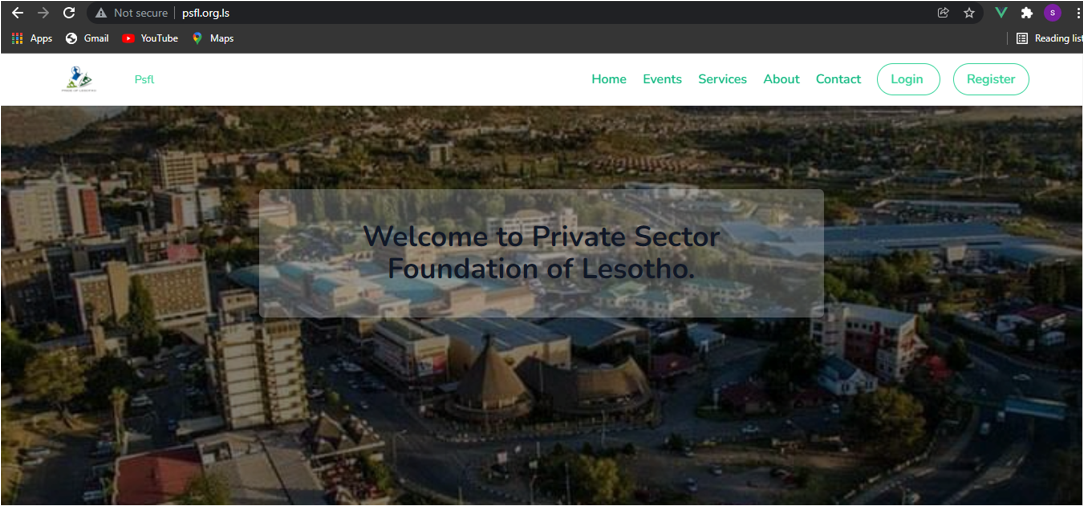 Not secure psfl.org.ls S
Apps Gmail YouTube Maps Reading list
Psfl Home Events Services About Contact Login Register
Welcome to Private Sector
Foundation of Lesotho.